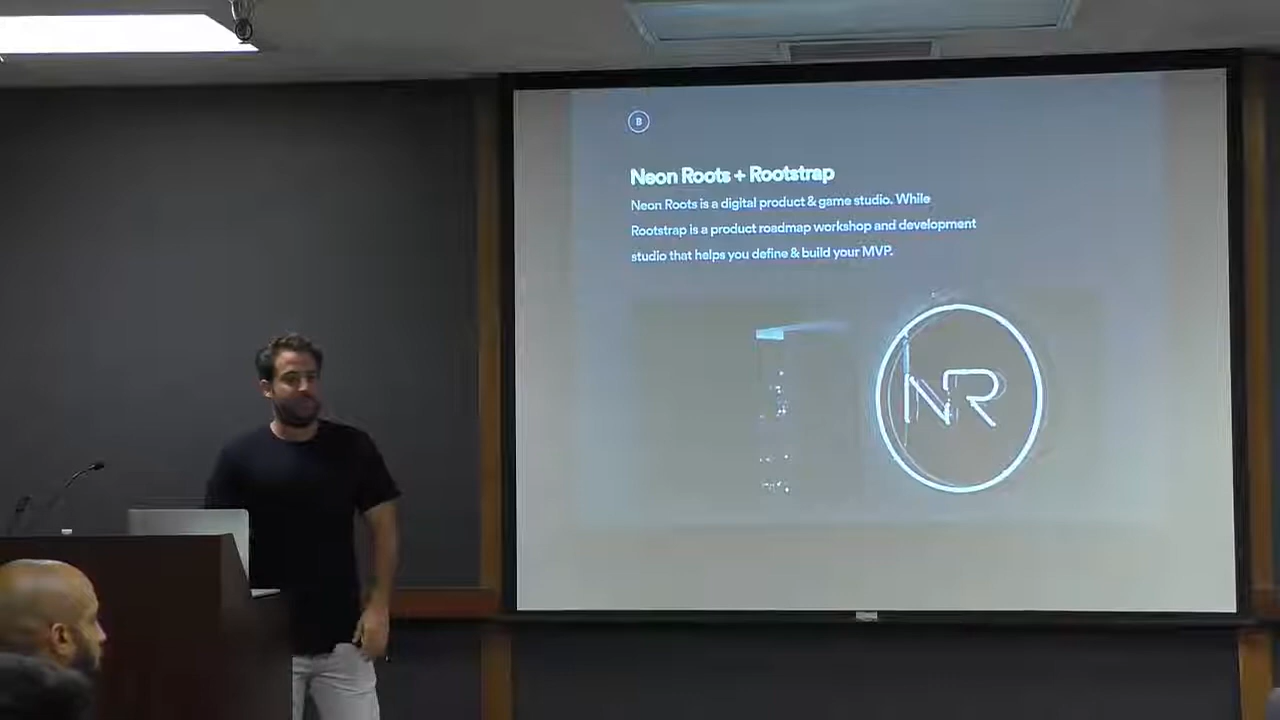 B
Neon Roots + Rootstrap
Neon Roots is a digital product & game studio. While
Rootstrap is a product roadmap workshop and development
studio that helps you define & build your MVP.
NR